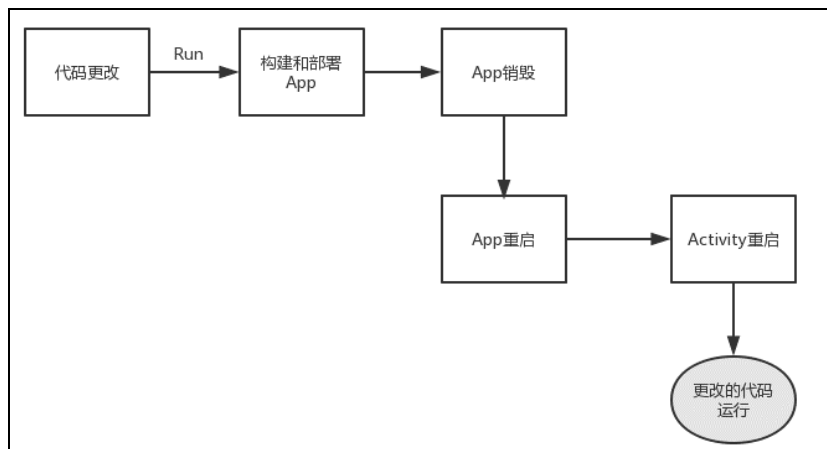 代码更改
Run
构建和部署
App
App销毁
App重启
Activity重启
更改的代码
运行